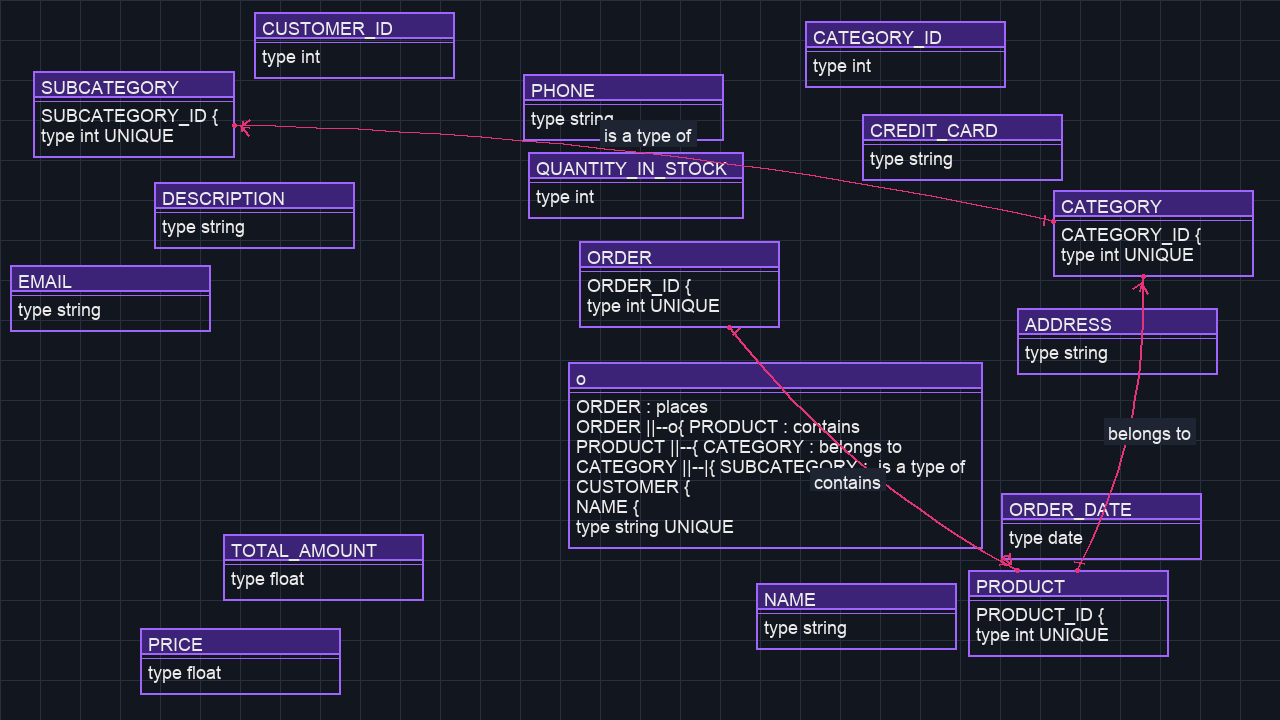 CUSTOMER_ID
type int
CATEGORY_ID
type int
SUBCATEGORY
SUBCATEGORY_ID {
type int UNIQUE
PHONE
type string
is a type of
CREDIT_CARD
type string
QUANTITY_IN_STOCK
type int
DESCRIPTION
type string
CATEGORY
CATEGORY_ID {
type int UNIQUE
ORDER
ORDER_ID {
type int UNIQUE
EMAIL
type string
ADDRESS
type string
o
ORDER : places
ORDER ||--o{ PRODUCT : contains
PRODUCT ||--{ CATEGORY : belongs to
CATEGORY ||--|{ SUBCATEGORY : is a type of
CUSTOMER {
NAME {
type string UNIQUE
contains
belongs to
ORDER_DATE
type date
TOTAL_AMOUNT
type float
PRODUCT
PRODUCT_ID {
type int UNIQUE
NAME
type string
PRICE
type float